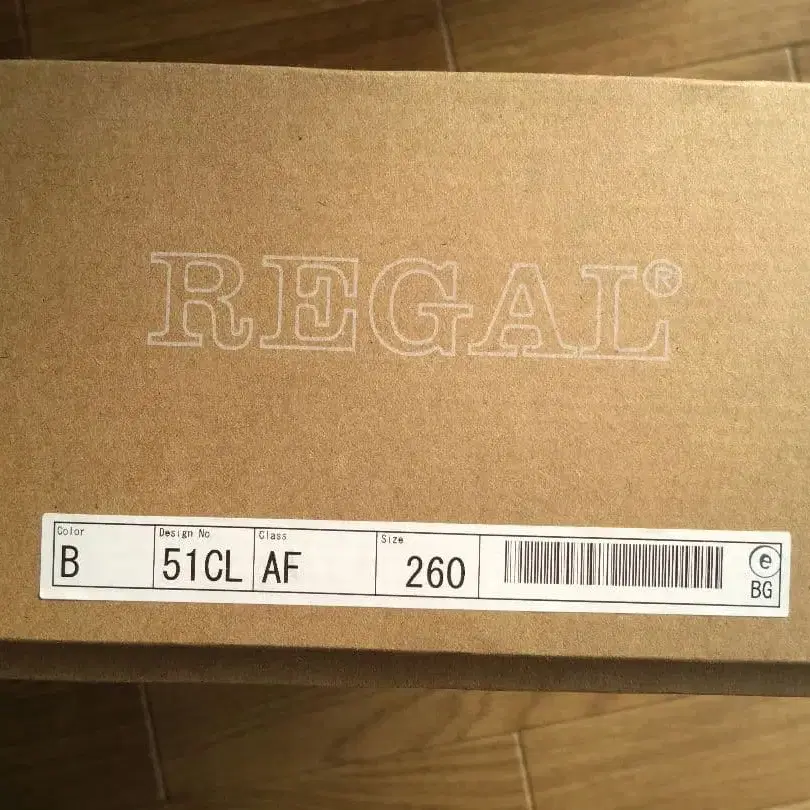 REGAL®
Color Design No. Class Size
B 51CL AF 260 e
BG